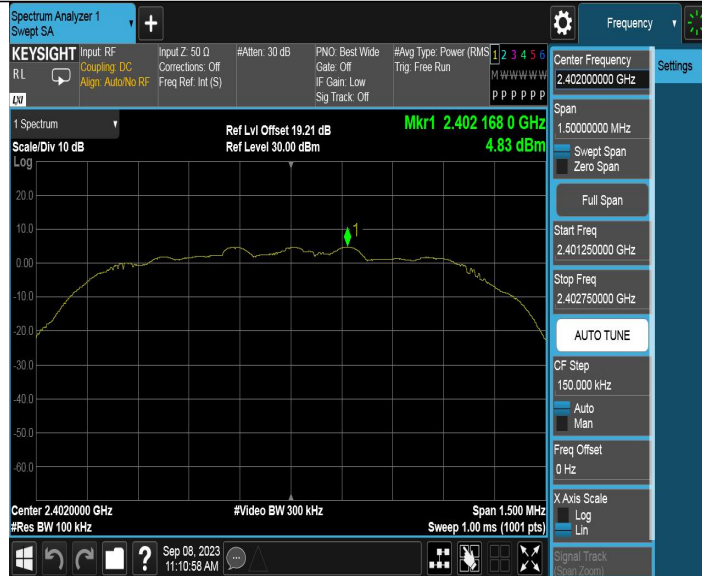 Spectrum Analyzer 1
Swept SA
+
Frequency
KEYSIGHT
Input: RF
Coupling: DC
Align: Auto/No RF
Input Z: 50 Ω
Corrections: Off
Freq Ref: Int (S)
#Atten: 30 dB
PNO: Best Wide
Gate: Off
IF Gain: Low
Sig Track: Off
#Avg Type: Power (RMS
Trig: Free Run
1 2 3 4 5 6
M W W W W W
P P P P P P
R L
LXI
1 Spectrum
Scale/Div 10 dB
Ref Lvl Offset 19.21 dB
Ref Level 30.00 dBm
Mkr1 2.402 168 0 GHz
4.83 dBm
Log
20.0
10.0
0.00
-10.0
-20.0
-30.0
-40.0
-50.0
-60.0
1
Center 2.4020000 GHz
#Res BW 100 kHz
#Video BW 300 kHz
Span 1.500 MHz
Sweep 1.00 ms (1001 pts)
?
Sep 08, 2023
11:10:58 AM
Center Frequency
2.402000000 GHz
Span
1.50000000 MHz
Swept Span
Zero Span
Full Span
Start Freq
2.401250000 GHz
Stop Freq
2.402750000 GHz
AUTO TUNE
CF Step
150.000 kHz
Auto
Man
Freq Offset
0 Hz
X Axis Scale
Log
Lin
Signal Track
(Span Zoom)
Settings